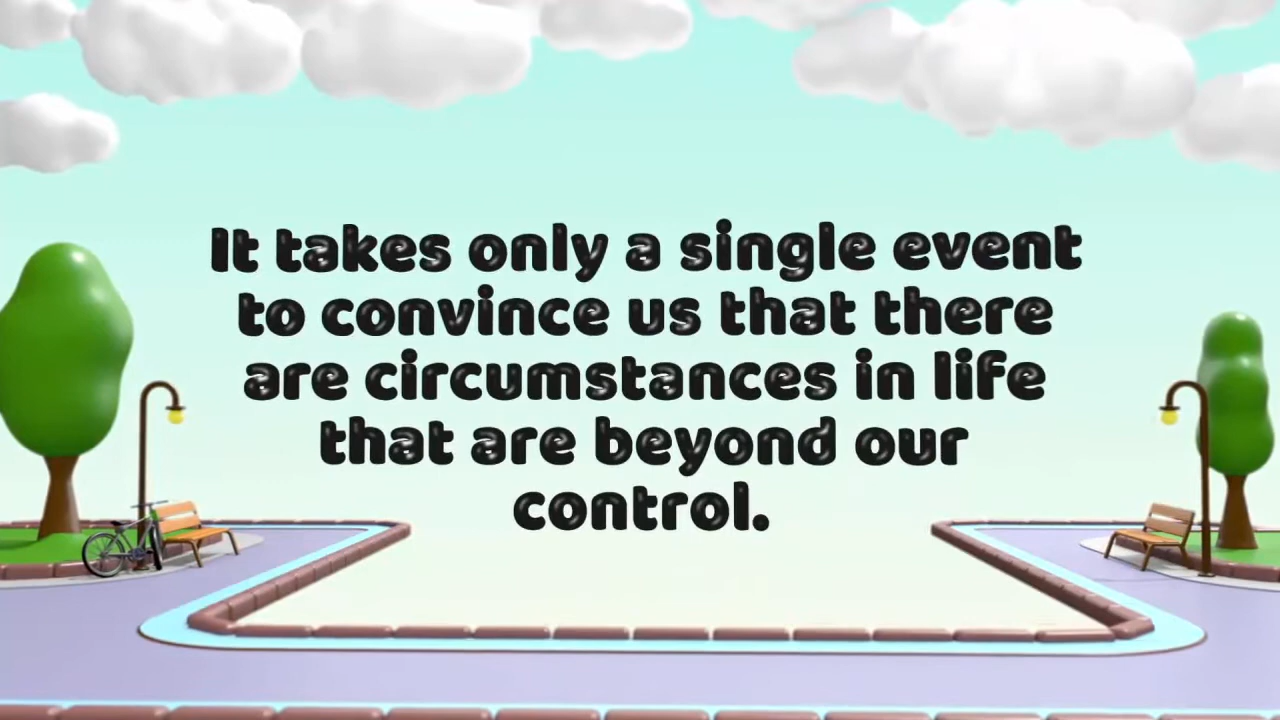 It takes only a single event
to convince us that there
are circumstances in life
that are beyond our
control.